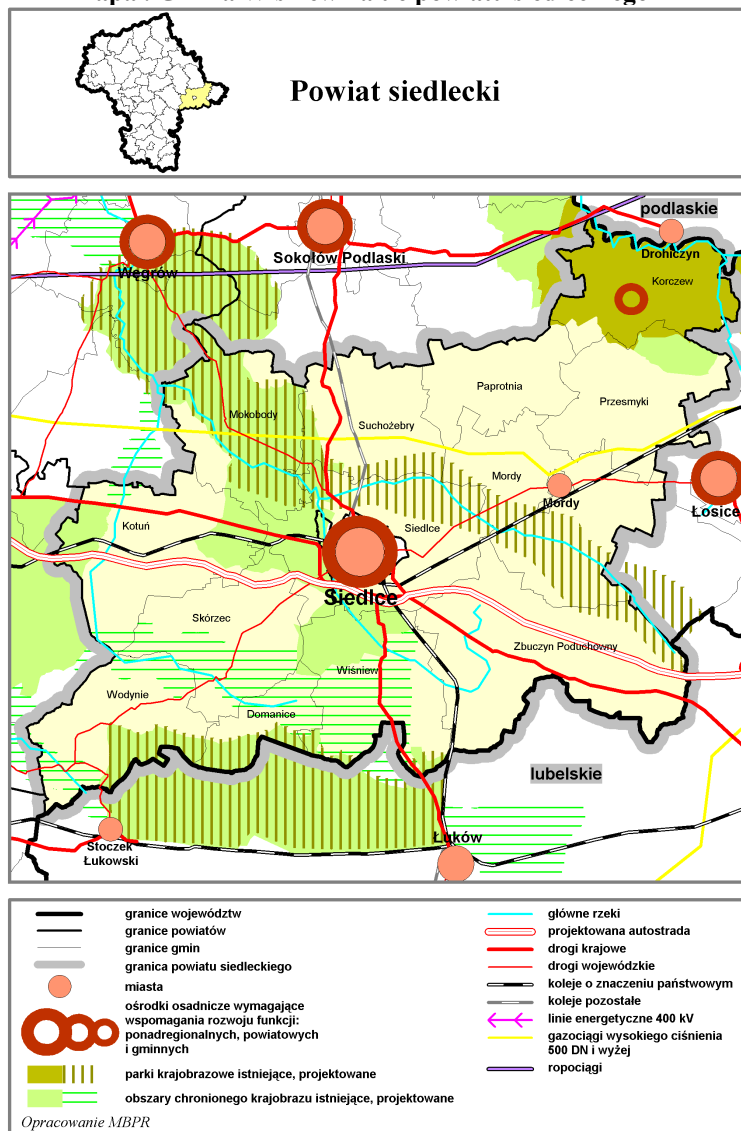 Powiat siedlecki
podlaskie
Sokołów Podlaski
Drohiczyn
Węgrów
Korczew
Paprotnia
Przesmyki
Mokobody
Suchożebry
Mordy
Mordy
Łosice
Kotuń
Siedlce
Siedlce
Skórzec
Zbuczyn Poduchowny
Wiśniew
Wodynie
Domanice
lubelskie
Stoczek
Łukowski
Łuków
granice województw
granice powiatów
granice gmin
granica powiatu siedleckiego
miasta
ośrodki osadnicze wymagające
wspomagania rozwoju funkcji:
ponadregionalnych, powiatowych
i gminnych
parki krajobrazowe istniejące, projektowane
obszary chronionego krajobrazu istniejące, projektowane
Opracowanie MBPR
główne rzeki
projektowana autostrada
drogi krajowe
drogi wojewódzkie
koleje o znaczeniu państwowym
koleje pozostałe
linie energetyczne 400 kV
gazociągi wysokiego ciśnienia
500 DN i wyżej
ropociągi